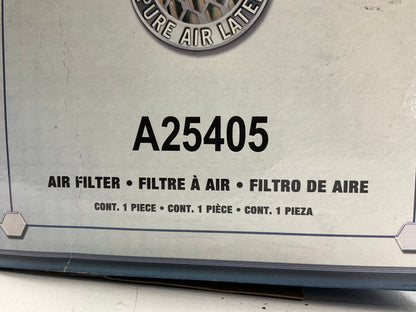 PURE AIR
A25405
AIR FILTER • FILTRE À AIR • FILTRO DE AIRE
CONT. 1 PIECE • CONT. 1 PIÈCE • CONT. 1 PIEZA